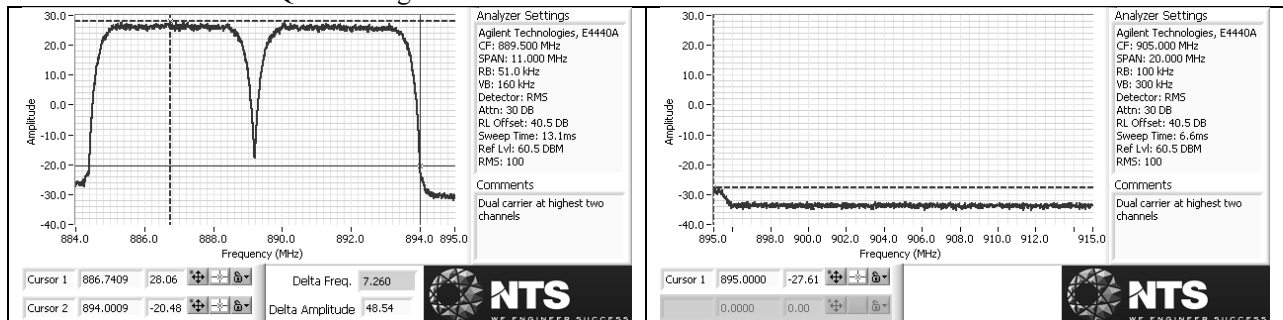 30.0
20.0
10.0
0.0
-10.0
-20.0
-30.0
-40.0
Amplitude
884.0 886.0 888.0 890.0 892.0 894.0 895.0
Frequency (MHz)
Analyzer Settings
Agilent Technologies, E4440A
CF: 889.500 MHz
SPAN: 11.000 MHz
RB: 51.0 kHz
VB: 160 kHz
Detector: RMS
Attn: 30 DB
RL Offset: 40.5 DB
Sweep Time: 13.1ms
Ref Lvl: 60.5 DBM
RMS: 100
Comments
Dual carrier at highest two
channels
Cursor 1 886.7409 28.06
Cursor 2 894.0009 -20.48
Delta Freq. 7.260
Delta Amplitude 48.54
NTS
WE ENGINEER SUCCESS
30.0
20.0
10.0
0.0
-10.0
-20.0
-30.0
-40.0
Amplitude
895.0 898.0 900.0 902.0 904.0 906.0 908.0 910.0 912.0 915.0
Frequency (MHz)
Analyzer Settings
Agilent Technologies, E4440A
CF: 905.000 MHz
SPAN: 20.000 MHz
RB: 100 kHz
VB: 300 kHz
Detector: RMS
Attn: 30 DB
RL Offset: 40.5 DB
Sweep Time: 6.6ms
Ref Lvl: 60.5 DBM
RMS: 100
Comments
Dual carrier at highest two
channels
Cursor 1 895.0000 -27.61
0.0000 0.00
NTS
WE ENGINEER SUCCESS